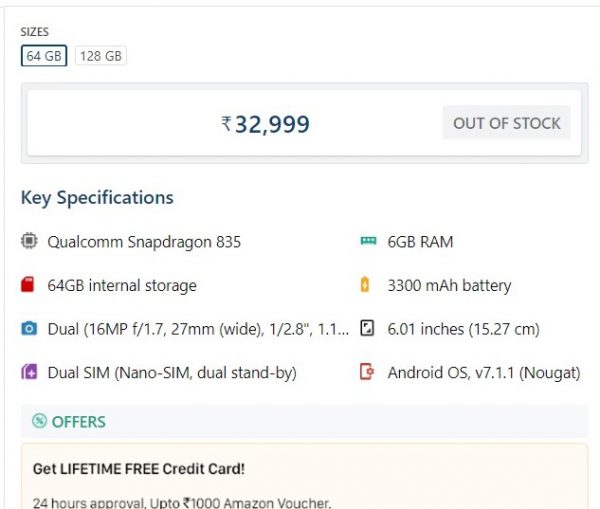 SIZES
64 GB 128 GB
₹32,999 OUT OF STOCK
Key Specifications
Qualcomm Snapdragon 835 6GB RAM
64GB internal storage 3300 mAh battery
Dual (16MP f/1.7, 27mm (wide), 1/2.8", 1.1... 6.01 inches (15.27 cm)
Dual SIM (Nano-SIM, dual stand-by) Android OS, v7.1.1 (Nougat)
OFFERS
Get LIFETIME FREE Credit Card!
24 hours approval, Upto ₹1000 Amazon Voucher.